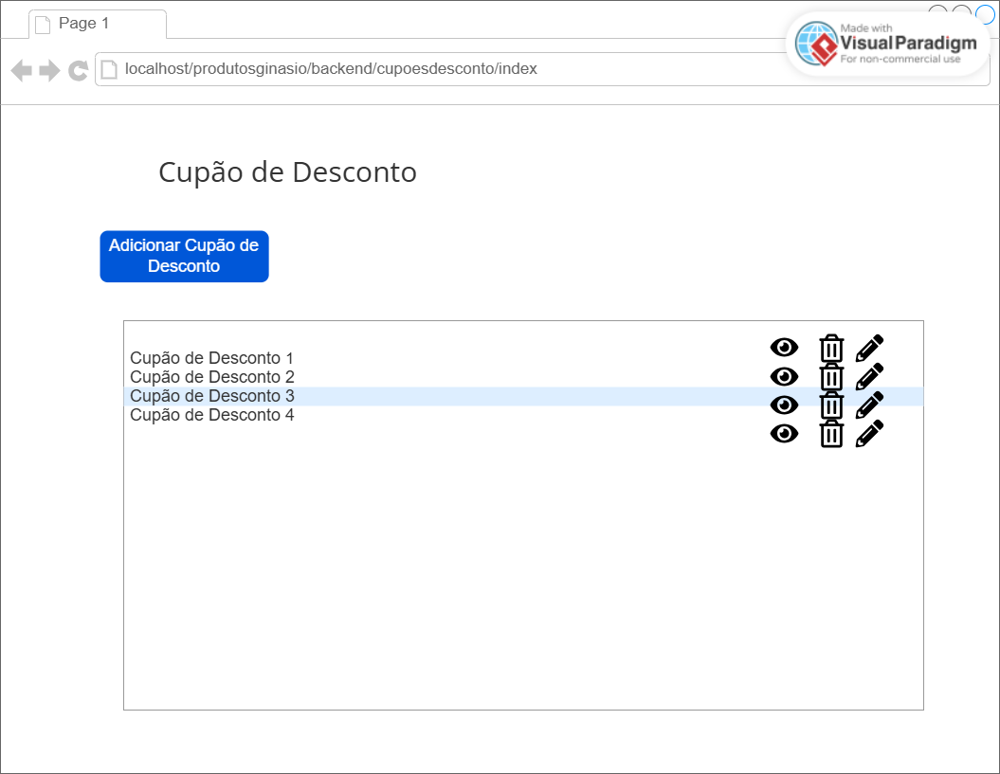 Page 1
Made with
Visual Paradigm
For non-commercial use
localhost/produtosginasio/backend/cupoesdesconto/index
Cupão de Desconto
Adicionar Cupão de
Desconto
Cupão de Desconto 1
Cupão de Desconto 2
Cupão de Desconto 3
Cupão de Desconto 4